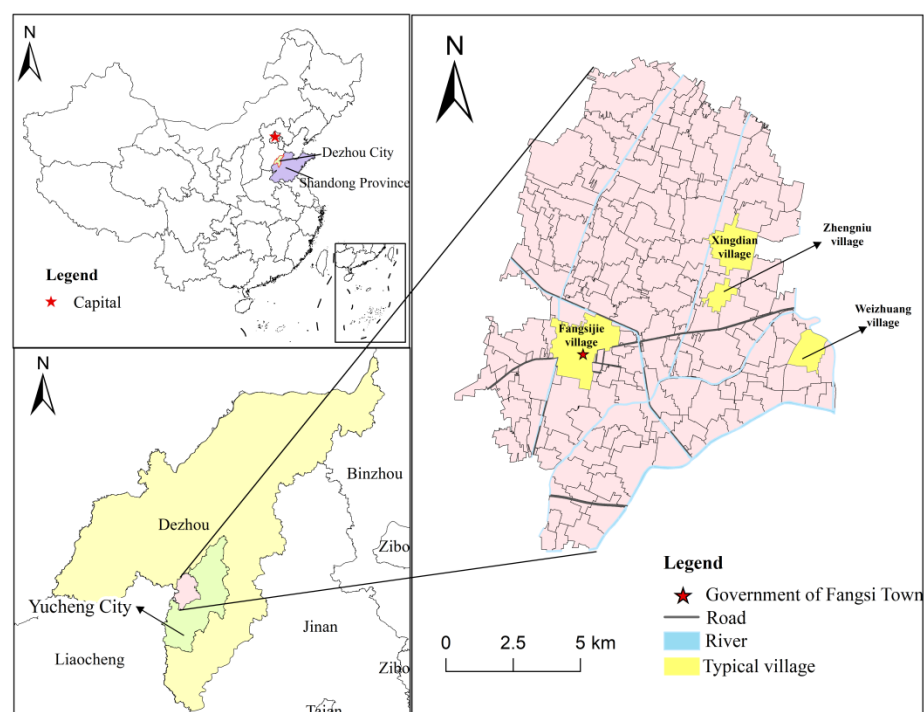 N
Dezhou City
Shandong Province
Legend
Capital
N
Binzhou
Dezhou
Zibo
Yucheng City
Jinan
Liaocheng
Zibo
Taian
N
Xingdian
village
Zhengniu
village
Weizhuang
village
Fangsijie
village
Legend
Government of Fangsi Town
Road
River
Typical village
0 2.5 5 km